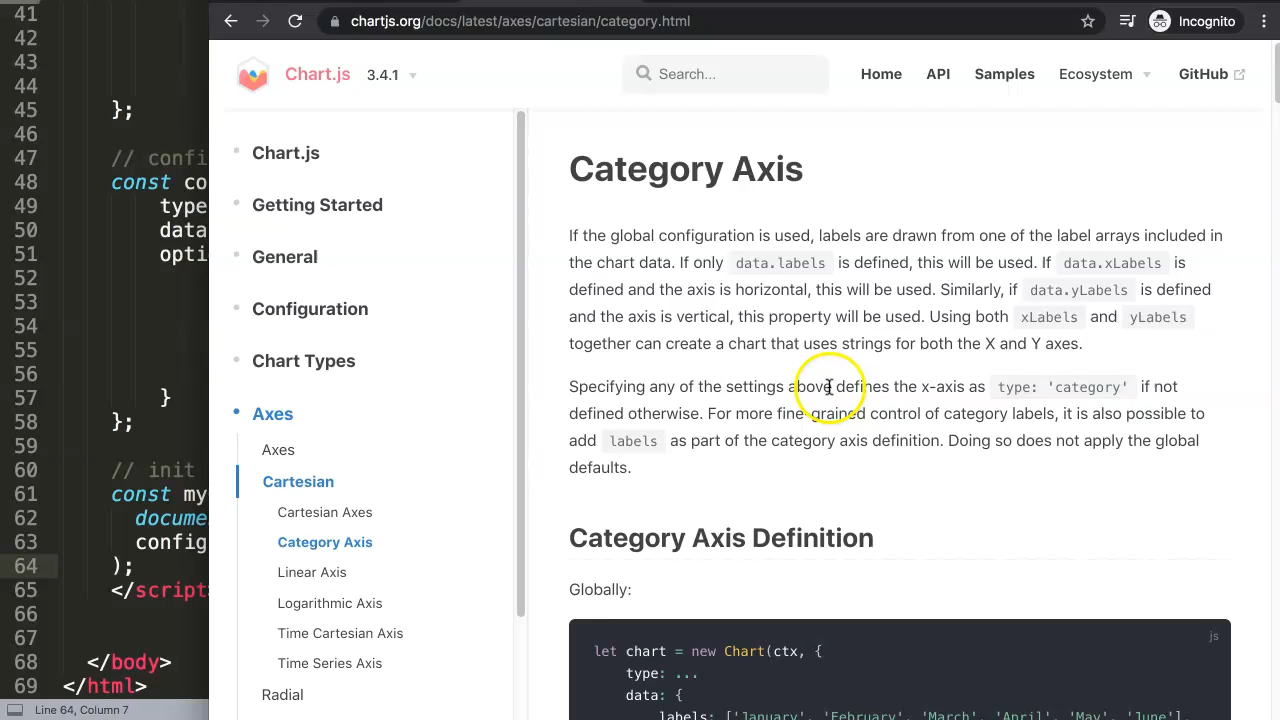 chartjs.org/docs/latest/axes/cartesian/category.html
Incognito
Chart.js 3.4.1
Search...
Home API Samples Ecosystem GitHub
41
42
43
44
45 };
46
47 // confi
48 const co
49 type
50 data
51 opti
52
53
54
55
56
57 }
58 };
59
60 // init
61 const my
62 docume
63 config
64 );
65 </script
66
67
68 </body>
69 </html>
Line 64, Column 7
Chart.js
Getting Started
General
Configuration
Chart Types
Axes
Axes
Cartesian
Cartesian Axes
Category Axis
Linear Axis
Logarithmic Axis
Time Cartesian Axis
Time Series Axis
Radial
Category Axis
If the global configuration is used, labels are drawn from one of the label arrays included in
the chart data. If only data.labels is defined, this will be used. If data.xLabels is
defined and the axis is horizontal, this will be used. Similarly, if data.yLabels is defined
and the axis is vertical, this property will be used. Using both xLabels and yLabels
together can create a chart that uses strings for both the X and Y axes.
Specifying any of the settings above defines the x-axis as type: 'category' if not
defined otherwise. For more fine-grained control of category labels, it is also possible to
add labels as part of the category axis definition. Doing so does not apply the global
defaults.
Category Axis Definition
Globally:
js
let chart = new Chart(ctx, {
type: ...
data: {
labels: ['January', 'February', 'March', 'April', 'May', 'June'],